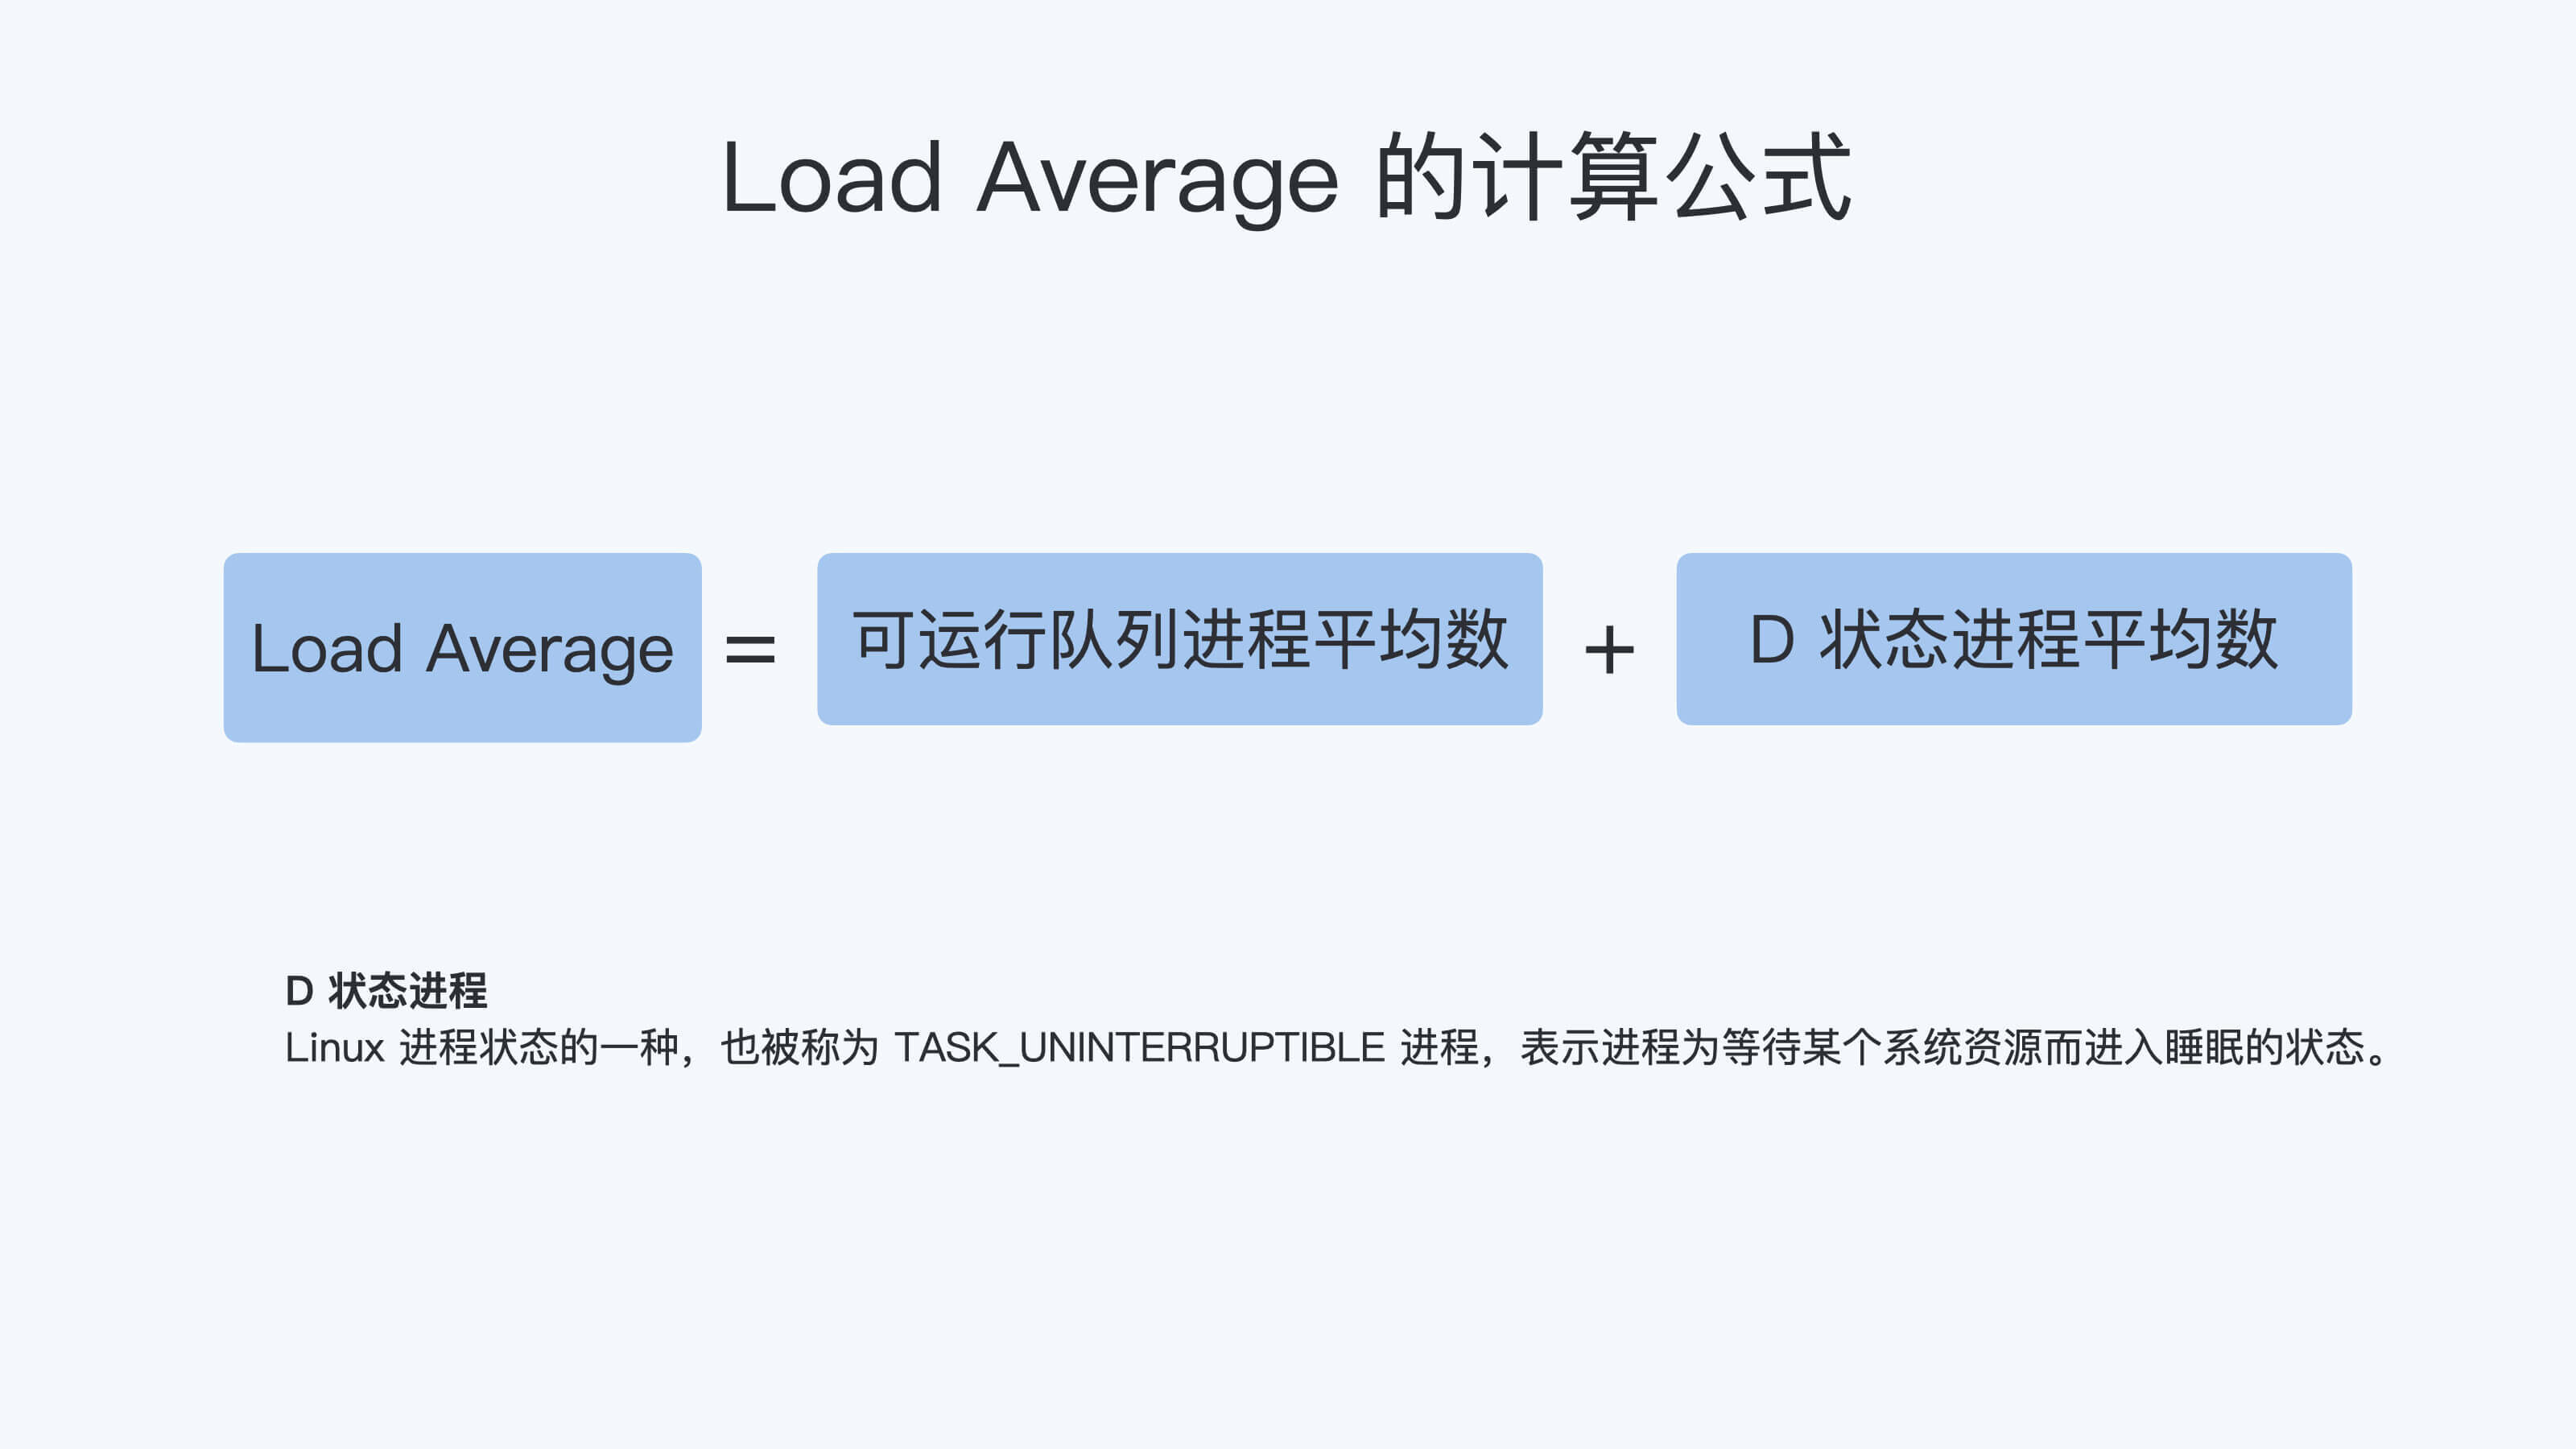 Load Average 的计算公式
Load Average = 可运行队列进程平均数 + D 状态进程平均数
D 状态进程
Linux 进程状态的一种，也被称为 TASK_UNINTERRUPTIBLE 进程，表示进程为等待某个系统资源而进入睡眠的状态。